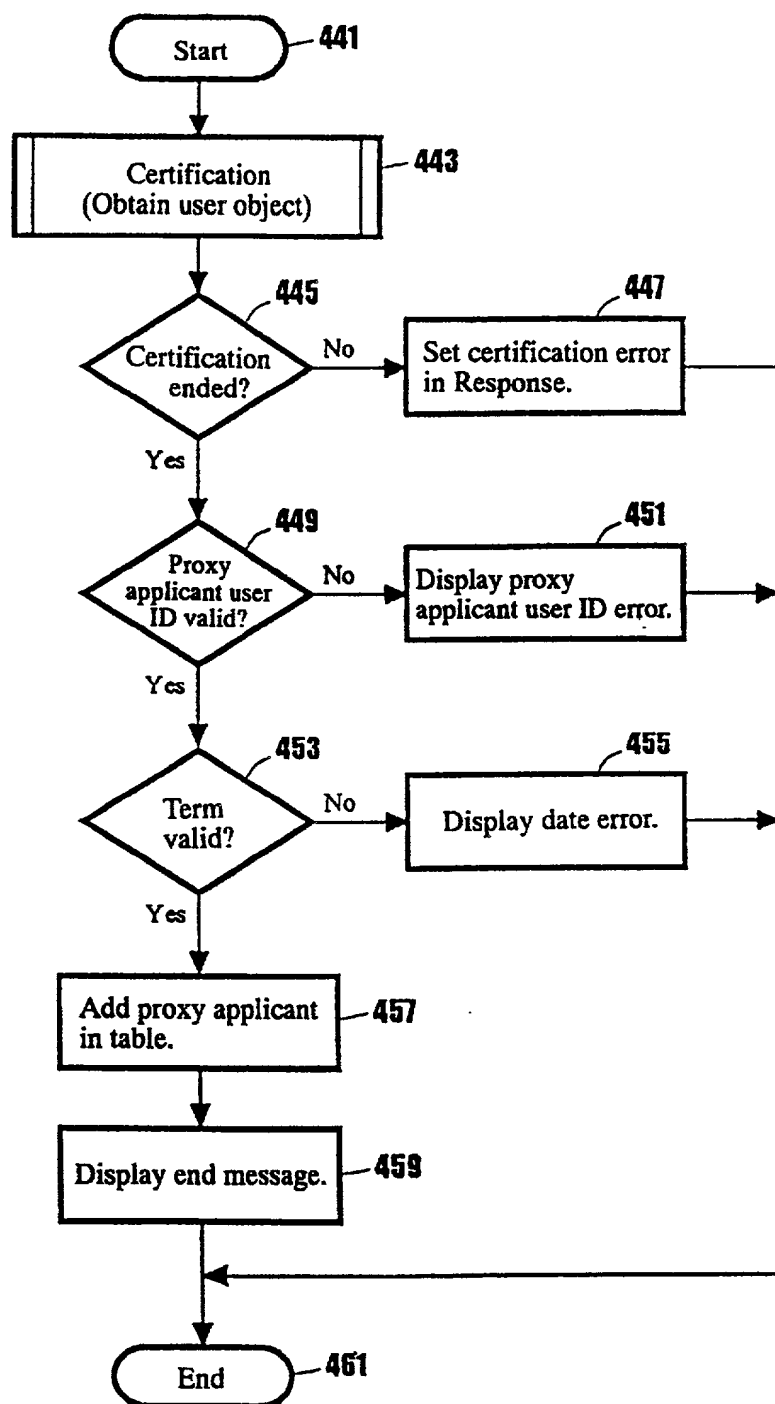 Start
441
Certification
(Obtain user object)
443
445
Certification
ended?
No
447
Set certification error
in Response.
Yes
449
Proxy
applicant user
ID valid?
No
451
Display proxy
applicant user ID error.
Yes
453
Term
valid?
No
455
Display date error.
Yes
Add proxy applicant
in table.
457
Display end message.
459
End
461